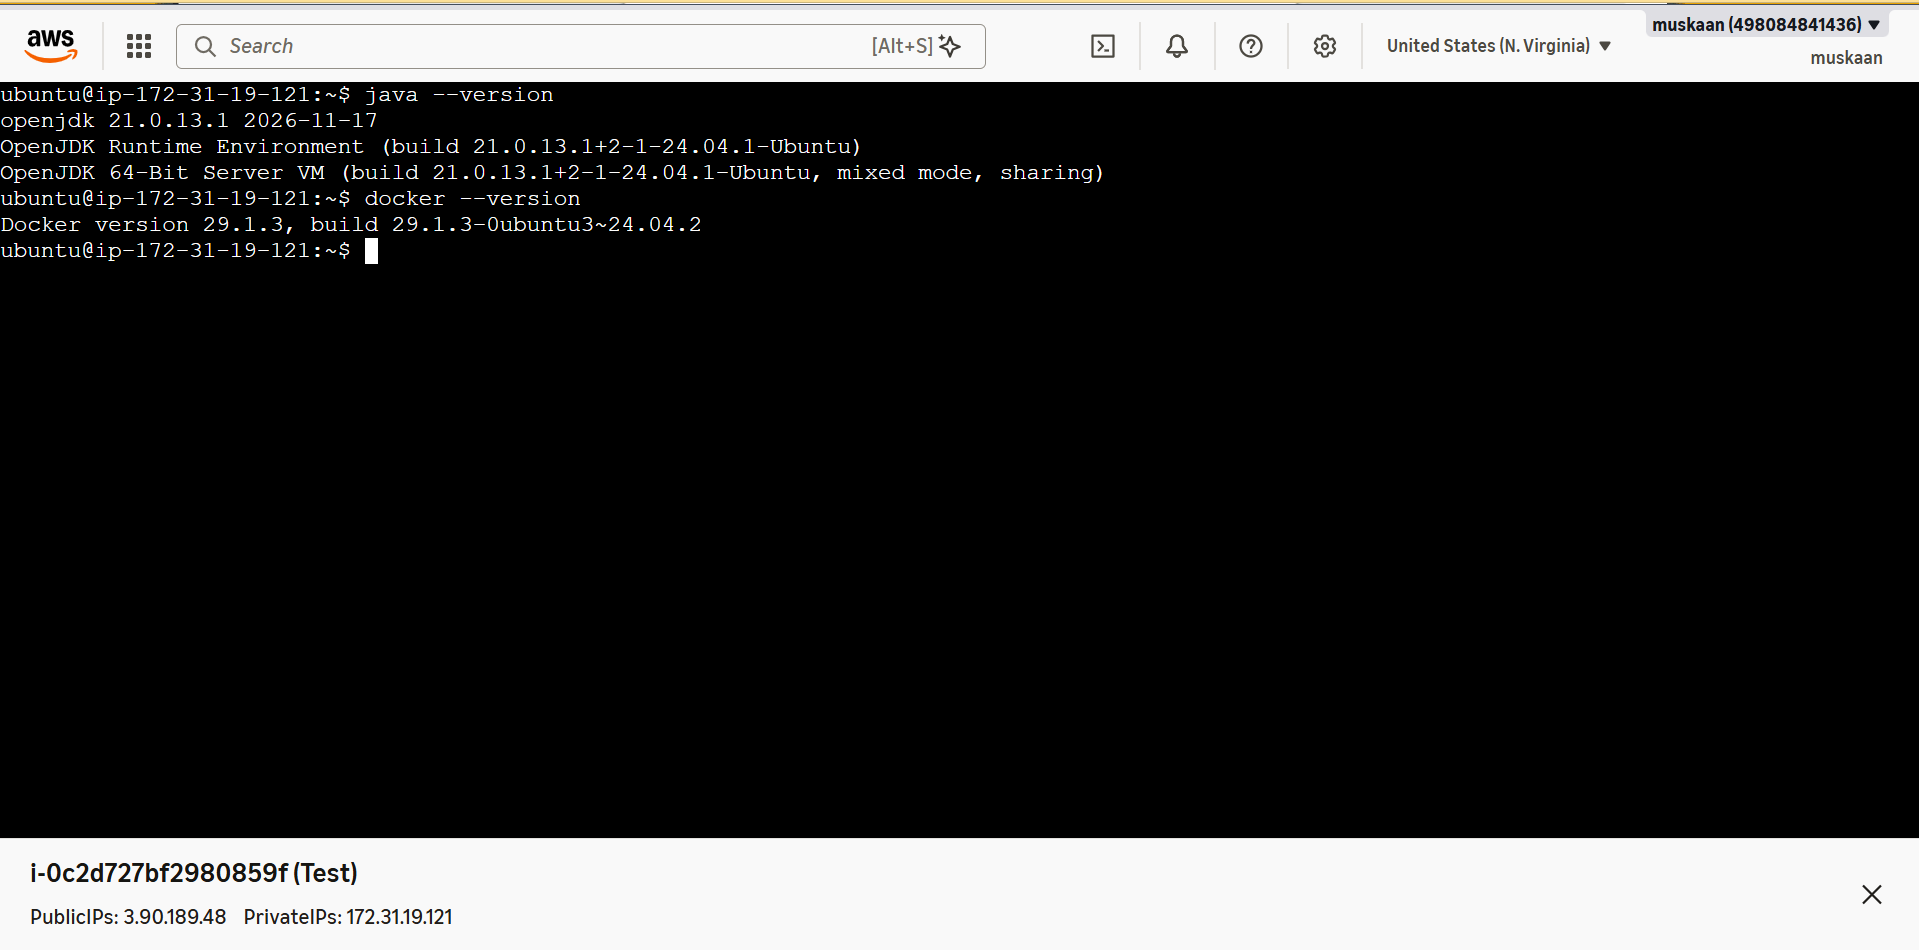 aws
Search [Alt+S]
United States (N. Virginia)
muskaan (498084841436)
muskaan
ubuntu@ip-172-31-19-121:~$ java --version
openjdk 21.0.13.1 2026-11-17
OpenJDK Runtime Environment (build 21.0.13.1+2-1-24.04.1-Ubuntu)
OpenJDK 64-Bit Server VM (build 21.0.13.1+2-1-24.04.1-Ubuntu, mixed mode, sharing)
ubuntu@ip-172-31-19-121:~$ docker --version
Docker version 29.1.3, build 29.1.3-0ubuntu3~24.04.2
ubuntu@ip-172-31-19-121:~$
i-0c2d727bf2980859f (Test)
PublicIPs: 3.90.189.48 PrivateIPs: 172.31.19.121